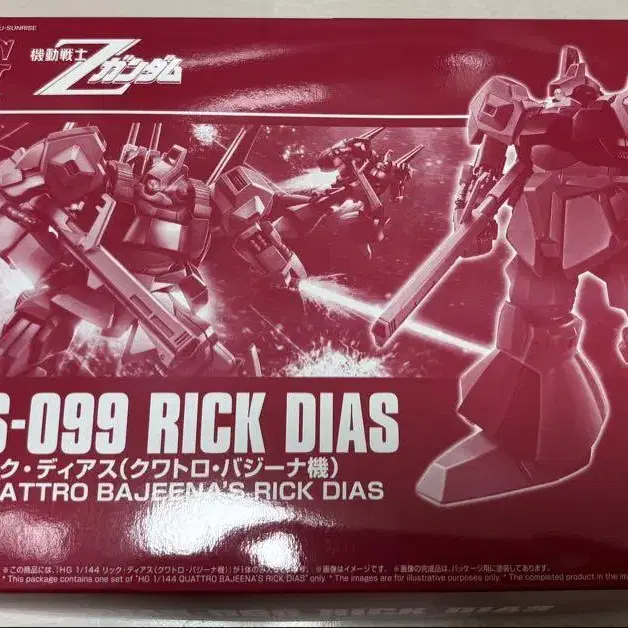 U-SUNRISE
機動戦士
Zガンダム
S-099 RICK DIAS
ック・ディアス(クワトロ・バジーナ機)
UATTRO BAJEENA'S RICK DIAS
※この商品には、「HG 1/144 リック・ディアス(クワトロ・バジーナ機)」が1体のみ入っています。 ※画像はイメージです。 ※画像の完成品は、パッケージ用に塗装してあります。
* This package contains one set of "HG 1/144 QUATTRO BAJEENA'S RICK DIAS" only. * The images are for illustrative purposes only. * The completed product in the im
RICK DIAS